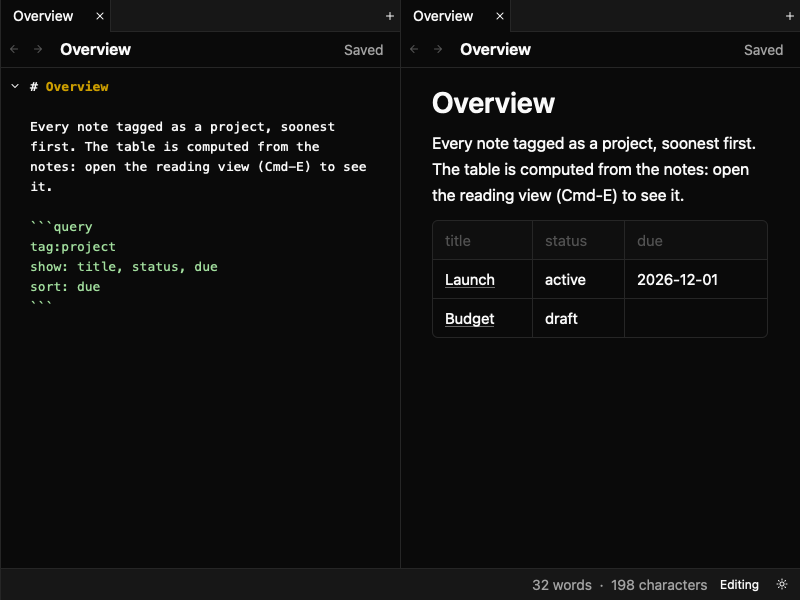 Overview × +
← → Overview Saved
# Overview
Every note tagged as a project, soonest
first. The table is computed from the
notes: open the reading view (Cmd-E) to see
it.
```query
tag:project
show: title, status, due
sort: due
```
Overview × +
← → Overview Saved
Overview
Every note tagged as a project, soonest first.
The table is computed from the notes: open
the reading view (Cmd-E) to see it.
title status due
Launch active 2026-12-01
Budget draft
32 words · 198 characters Editing